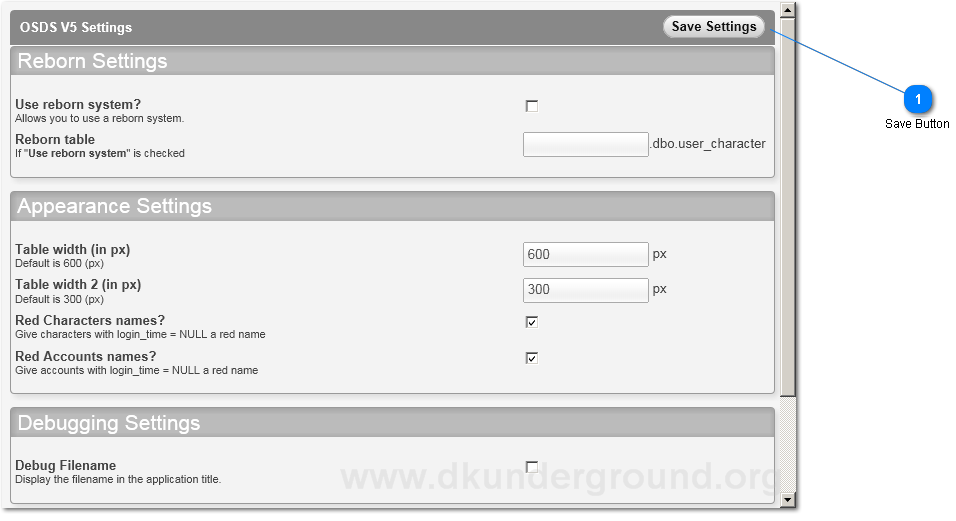 OSDS V5 Settings
Save Settings
Reborn Settings
Use reborn system?
Allows you to use a reborn system.
Reborn table
If "Use reborn system" is checked
.dbo.user_character
Appearance Settings
Table width (in px)
Default is 600 (px)
600 px
Table width 2 (in px)
Default is 300 (px)
300 px
Red Characters names?
Give characters with login_time = NULL a red name
Red Accounts names?
Give accounts with login_time = NULL a red name
Debugging Settings
Debug Filename
Display the filename in the application title.
www.dkunderground.org
1
Save Button